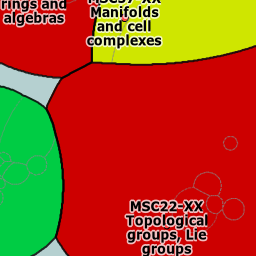 rings and
algebras
MSC57-XX
Manifolds
and cell
complexes
MSC22-XX
Topological
groups, Lie
groups